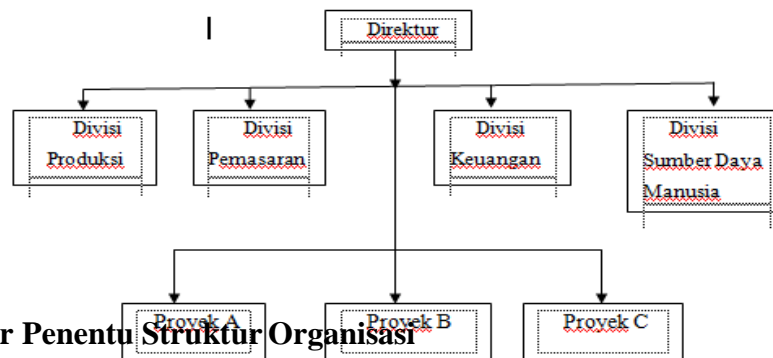 Direktur
Divisi
Produksi
Divisi
Pemasaran
Divisi
Keuangan
Divisi
Sumber Daya
Manusia
Proyek A
Proyek B
Proyek C
r Penentu Struktur Organisasi